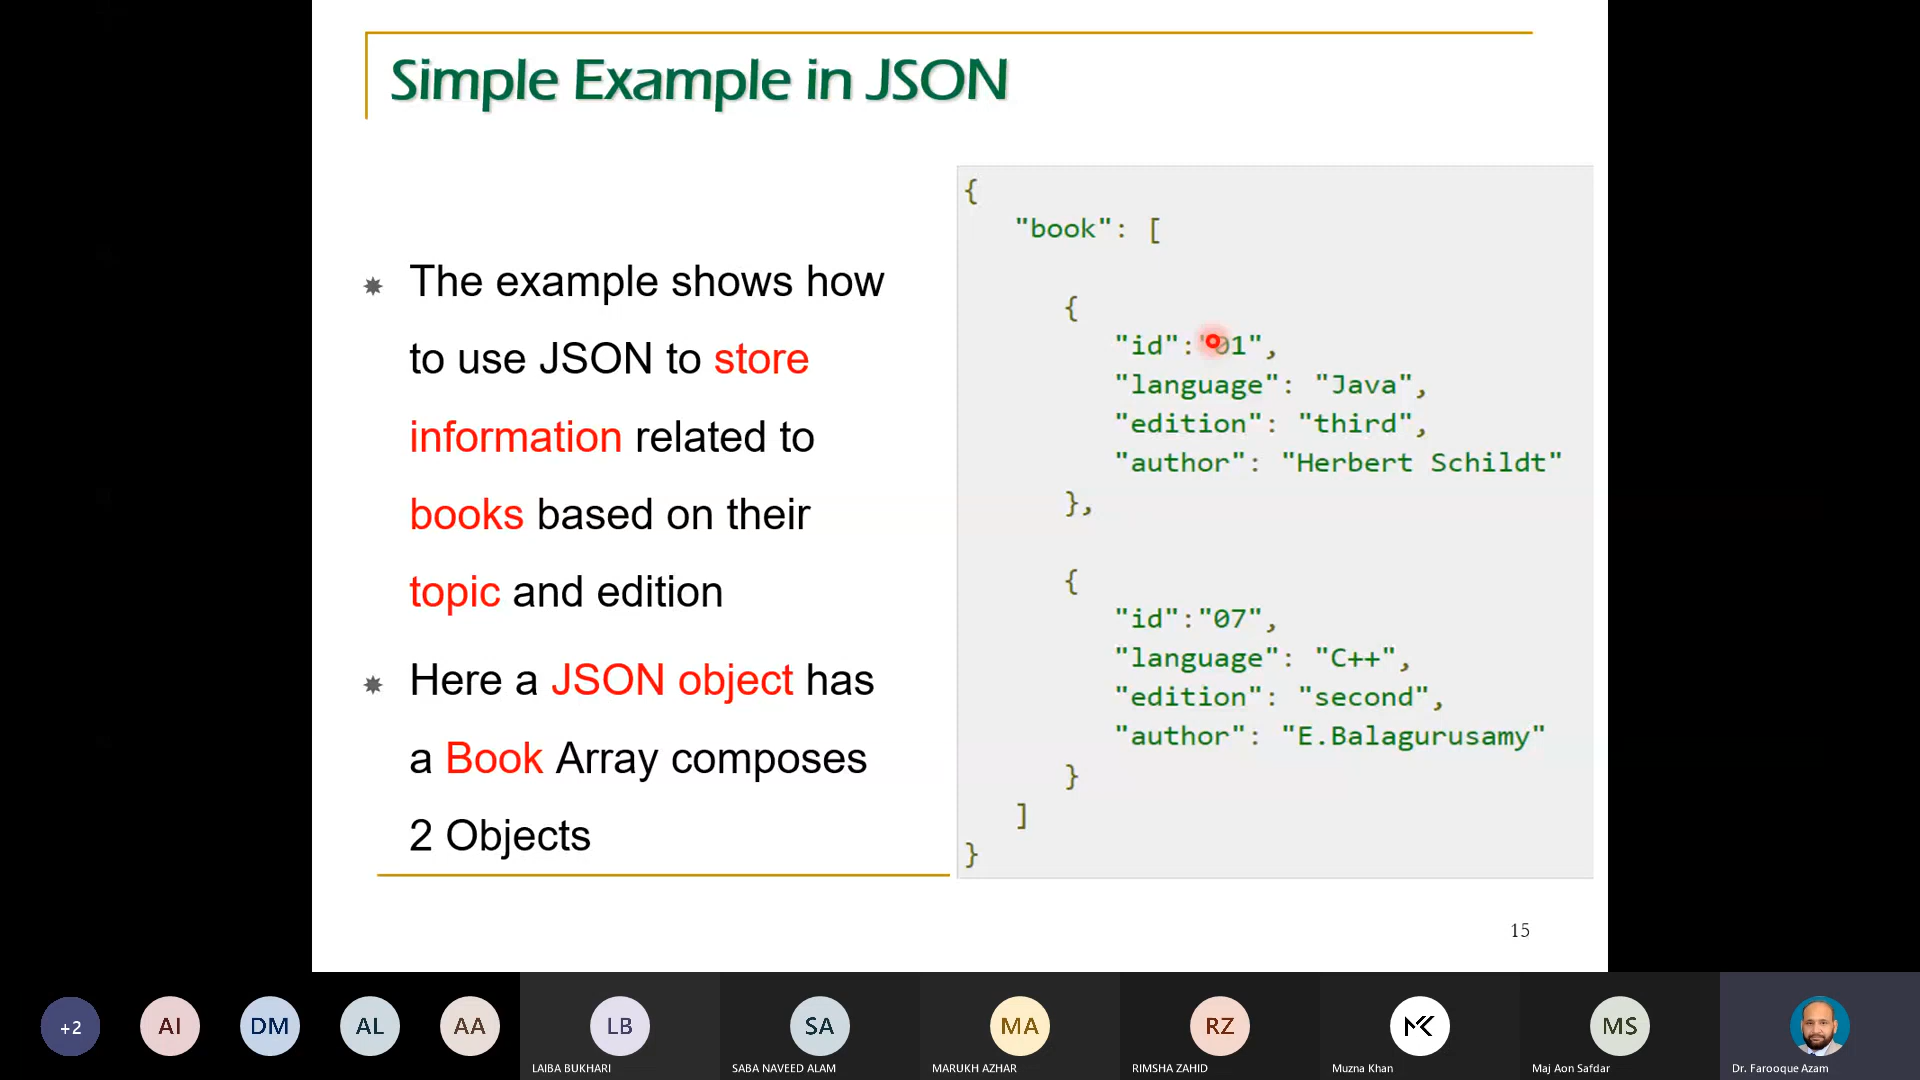 Simple Example in JSON
The example shows how
to use JSON to store
information related to
books based on their
topic and edition
Here a JSON object has
a Book Array composes
2 Objects
{
"book": [
{
"id":"01",
"language": "Java",
"edition": "third",
"author": "Herbert Schildt"
},
{
"id":"07",
"language": "C++",
"edition": "second",
"author": "E.Balagurusamy"
}
]
}
15
+2
AI
DM
AL
AA
LB
SA
MA
RZ
MK
MS
LAIBA BUKHARI
SABA NAVEED ALAM
MARUKH AZHAR
RIMSHA ZAHID
Muzna Khan
Maj Aon Safdar
Dr. Farooque Azam